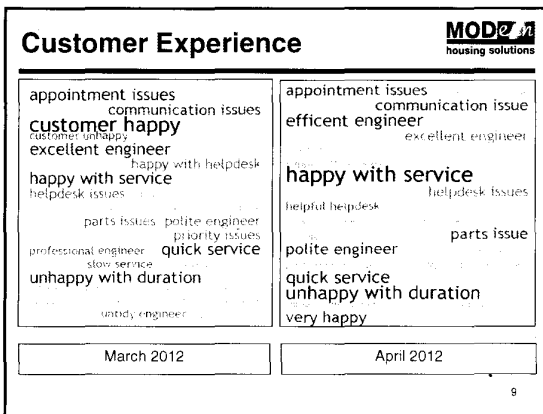 Customer Experience
MODern
housing solutions
appointment issues
communication issues
customer happy
customer unhappy
excellent engineer
happy with helpdesk
happy with service
helpdesk issues
parts issues polite engineer
priority issues
professional engineer quick service
slow service
unhappy with duration
untidy engineer
March 2012
appointment issues
communication issue
efficent engineer
excellent engineer
happy with service
helpdesk issues
helpful helpdesk
parts issue
polite engineer
quick service
unhappy with duration
very happy
April 2012
9